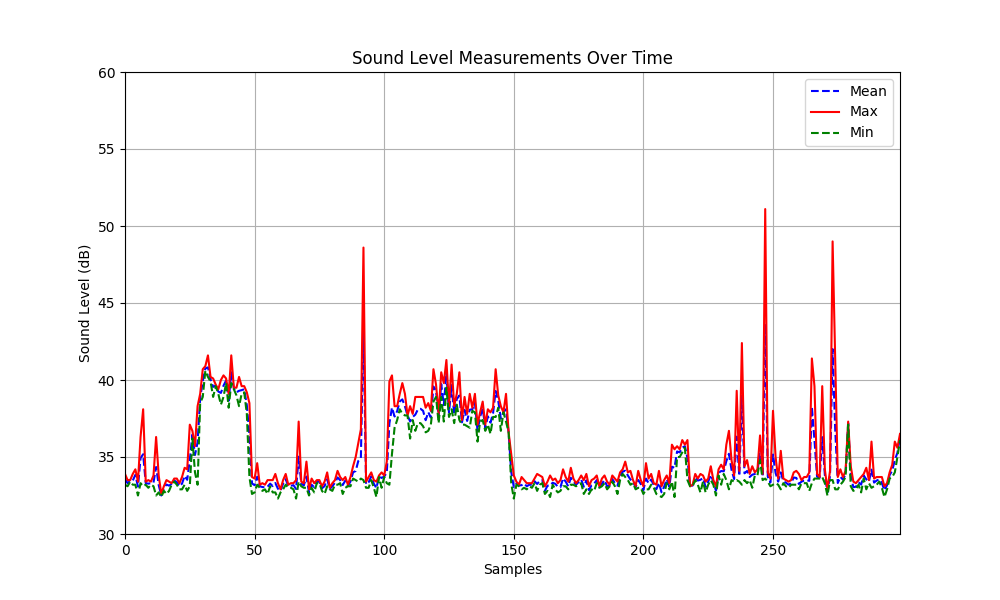 Sound Level Measurements Over Time
60
55
50
45
40
35
30
Sound Level (dB)
Mean
Max
Min
0 50 100 150 200 250
Samples